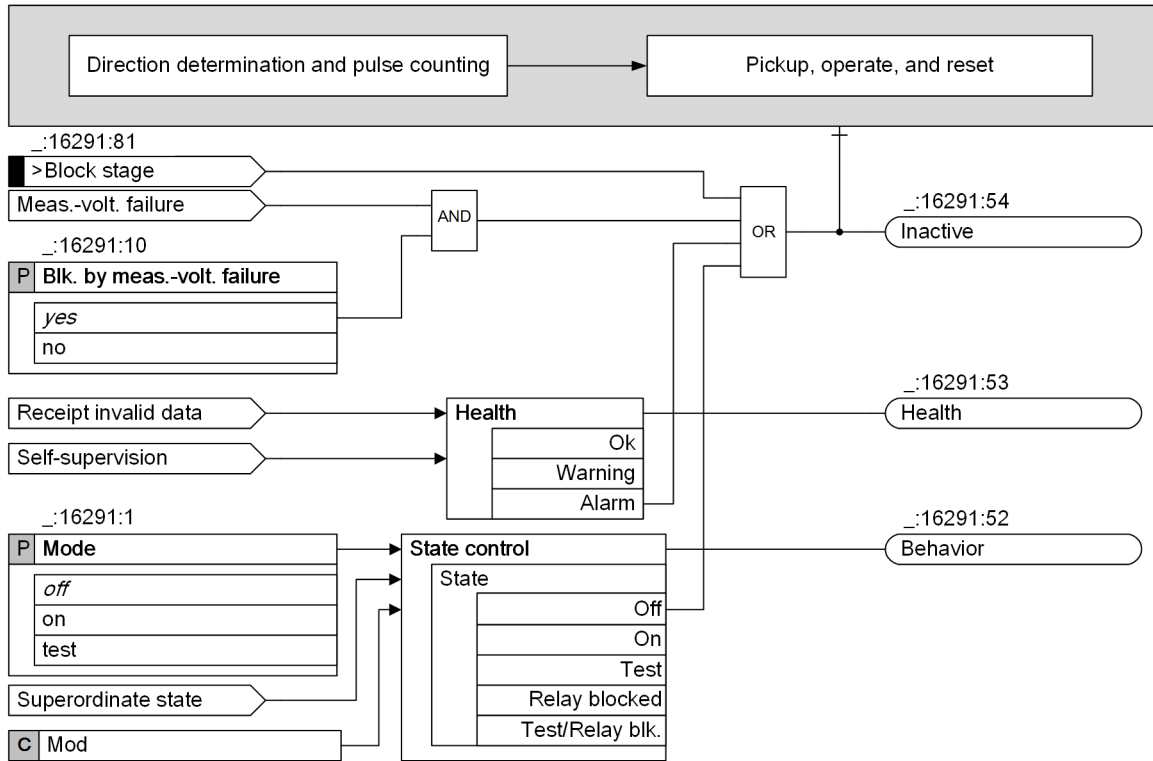 Direction determination and pulse counting
Pickup, operate, and reset
_:16291:81
>Block stage
Meas.-volt. failure
AND
OR
_:16291:54
Inactive
_:16291:10
P Blk. by meas.-volt. failure
yes
no
_:16291:53
Receipt invalid data
Health
Health
Ok
Self-supervision
Warning
Alarm
_:16291:1
_:16291:52
P Mode
State control
Behavior
off
State
on
Off
test
On
Test
Superordinate state
Relay blocked
C Mod
Test/Relay blk.